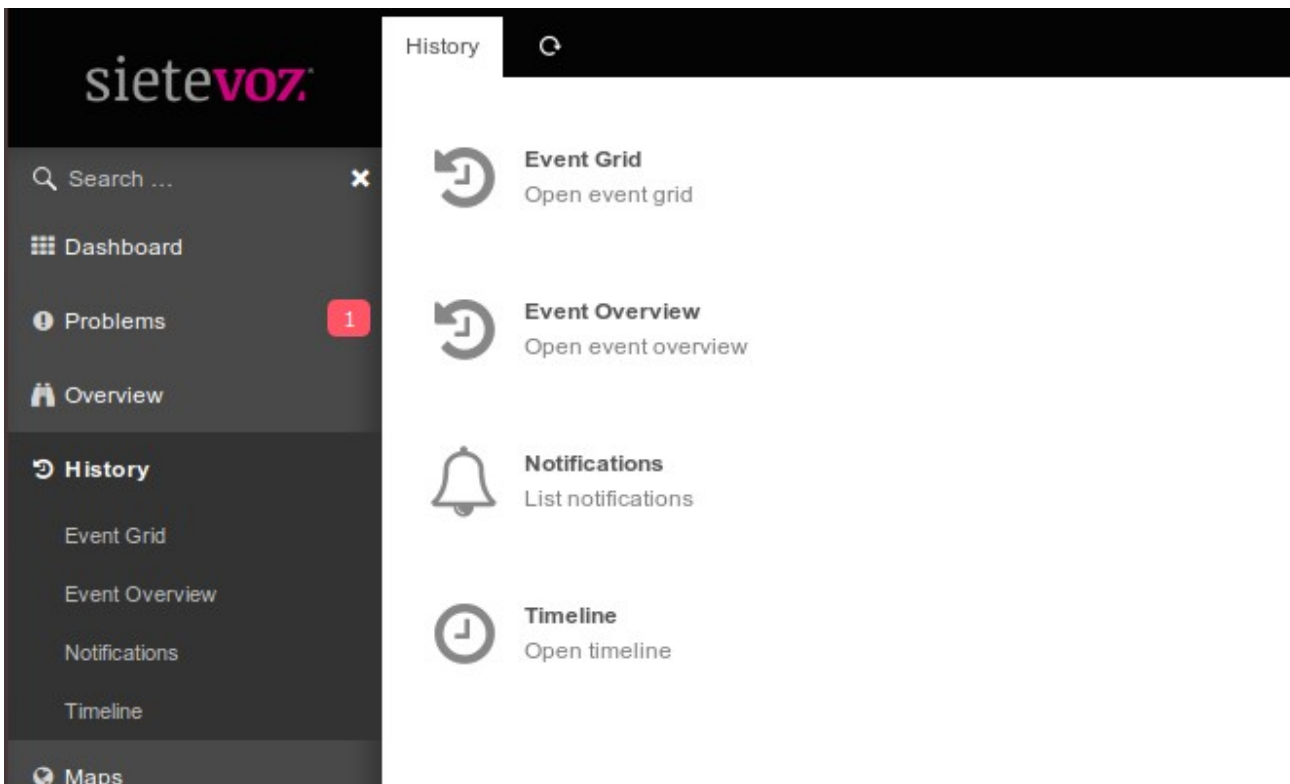 sietevoz
Search ...
Dashboard
Problems
1
Overview
History
Event Grid
Event Overview
Notifications
Timeline
Maps
History
Event Grid
Open event grid
Event Overview
Open event overview
Notifications
List notifications
Timeline
Open timeline